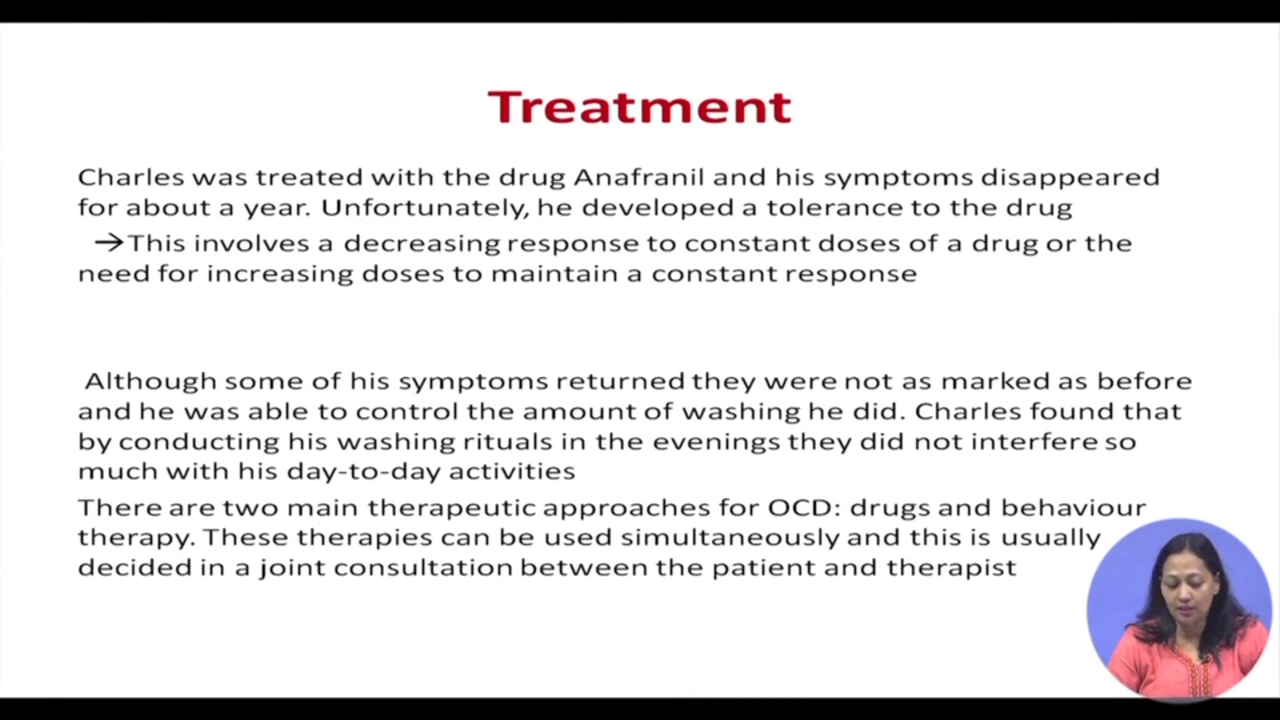 Treatment
Charles was treated with the drug Anafranil and his symptoms disappeared
for about a year. Unfortunately, he developed a tolerance to the drug
→This involves a decreasing response to constant doses of a drug or the
need for increasing doses to maintain a constant response
Although some of his symptoms returned they were not as marked as before
and he was able to control the amount of washing he did. Charles found that
by conducting his washing rituals in the evenings they did not interfere so
much with his day-to-day activities
There are two main therapeutic approaches for OCD: drugs and behaviour
therapy. These therapies can be used simultaneously and this is usually
decided in a joint consultation between the patient and therapist